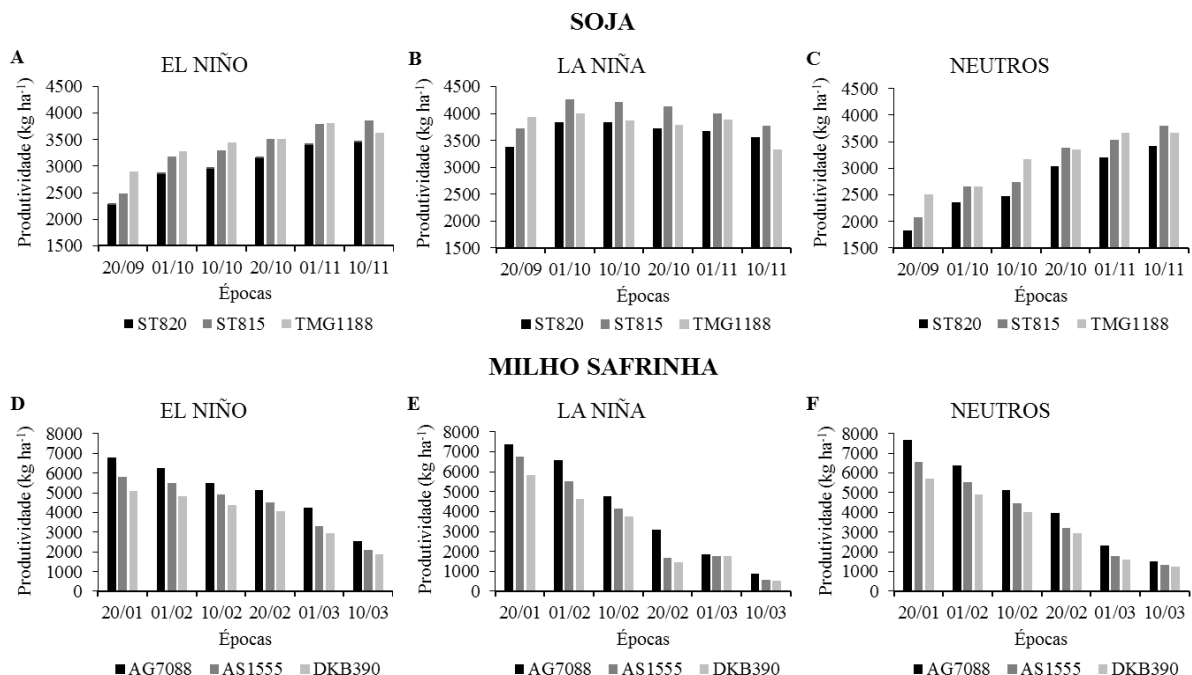 SOJA
A
EL NIÑO
Produtividade (kg ha-1)
4500
4000
3500
3000
2500
2000
1500
20/09 01/10 10/10 20/10 01/11 10/11
Épocas
ST820 ST815 TMG1188
B
LA NIÑA
Produtividade (kg ha-1)
4500
4000
3500
3000
2500
2000
1500
20/09 01/10 10/10 20/10 01/11 10/11
Épocas
ST820 ST815 TMG1188
C
NEUTROS
Produtividade (kg ha-1)
4500
4000
3500
3000
2500
2000
1500
20/09 01/10 10/10 20/10 01/11 10/11
Épocas
ST820 ST815 TMG1188
MILHO SAFRINHA
D
EL NIÑO
Produtividade (kg ha-1)
8000
7000
6000
5000
4000
3000
2000
1000
0
20/01 01/02 10/02 20/02 01/03 10/03
Épocas
AG7088 AS1555 DKB390
E
LA NIÑA
Produtividade (kg ha-1)
8000
7000
6000
5000
4000
3000
2000
1000
0
20/01 01/02 10/02 20/02 01/03 10/03
Épocas
AG7088 AS1555 DKB390
F
NEUTROS
Produtividade (kg ha-1)
8000
7000
6000
5000
4000
3000
2000
1000
0
20/01 01/02 10/02 20/02 01/03 10/03
Épocas
AG7088 AS1555 DKB390